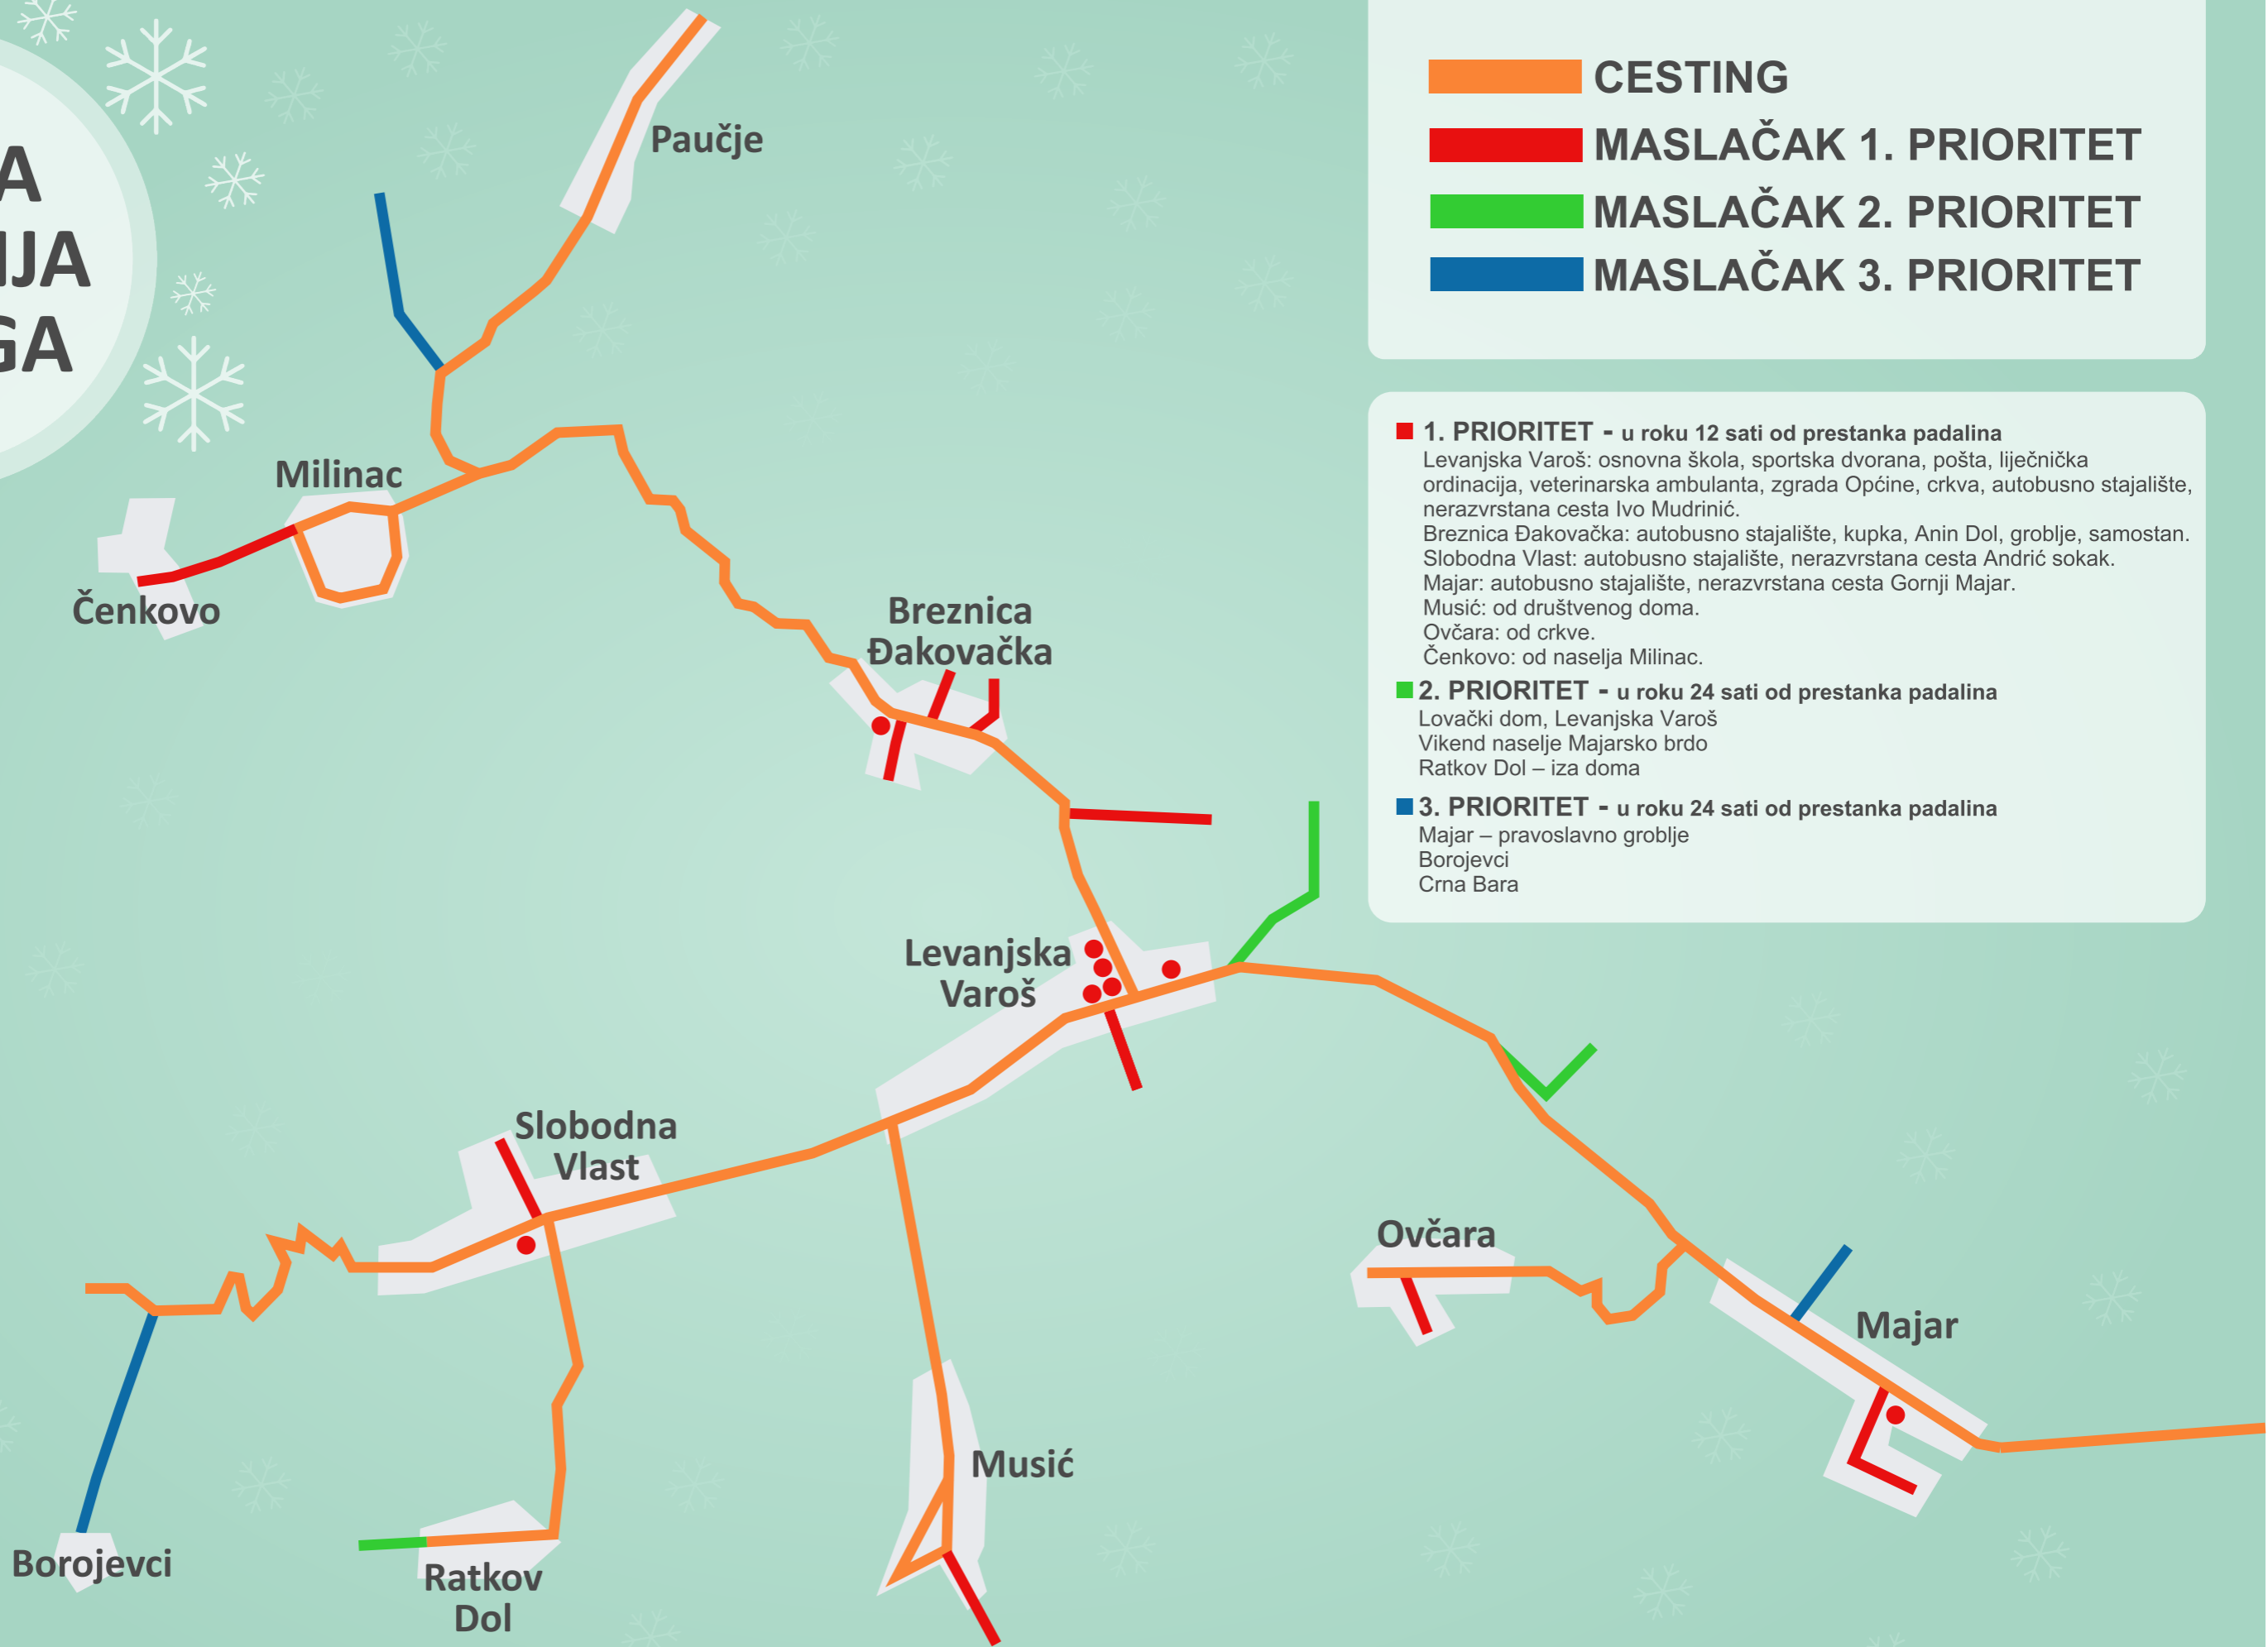 A
IJA
GA
CESTING
MASLAČAK 1. PRIORITET
MASLAČAK 2. PRIORITET
MASLAČAK 3. PRIORITET
1. PRIORITET - u roku 12 sati od prestanka padalina
Levanjska Varoš: osnovna škola, sportska dvorana, pošta, liječnička
ordinacija, veterinarska ambulanta, zgrada Općine, crkva, autobusno stajalište,
nerazvrstana cesta Ivo Mudrinić.
Breznica Đakovačka: autobusno stajalište, kupka, Anin Dol, groblje, samostan.
Slobodna Vlast: autobusno stajalište, nerazvrstana cesta Andrić sokak.
Majar: autobusno stajalište, nerazvrstana cesta Gornji Majar.
Musić: od društvenog doma.
Ovčara: od crkve.
Čenkovo: od naselja Milinac.
2. PRIORITET - u roku 24 sati od prestanka padalina
Lovački dom, Levanjska Varoš
Vikend naselje Majarsko brdo
Ratkov Dol – iza doma
3. PRIORITET - u roku 24 sati od prestanka padalina
Majar – pravoslavno groblje
Borojevci
Crna Bara
Paučje
Milinac
Čenkovo
Breznica
Đakovačka
Levanjska
Varoš
Slobodna
Vlast
Ovčara
Majar
Musić
Borojevci
Ratkov
Dol